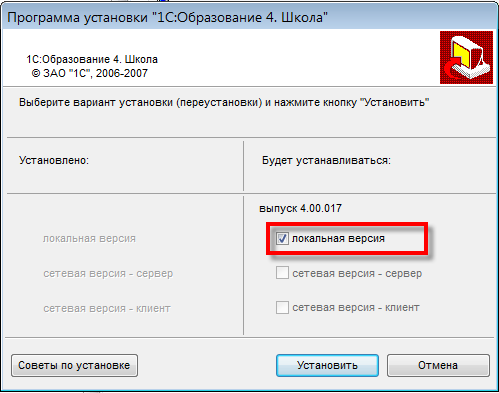 Программа установки "1С:Образование 4. Школа"
1С:Образование 4. Школа
© ЗАО "1С", 2006-2007
Выберите вариант установки (переустановки) и нажмите кнопку "Установить"
Установлено:
Будет устанавливаться:
выпуск 4.00.017
локальная версия
локальная версия
сетевая версия - сервер
сетевая версия - сервер
сетевая версия - клиент
сетевая версия - клиент
Советы по установке
Установить
Отмена